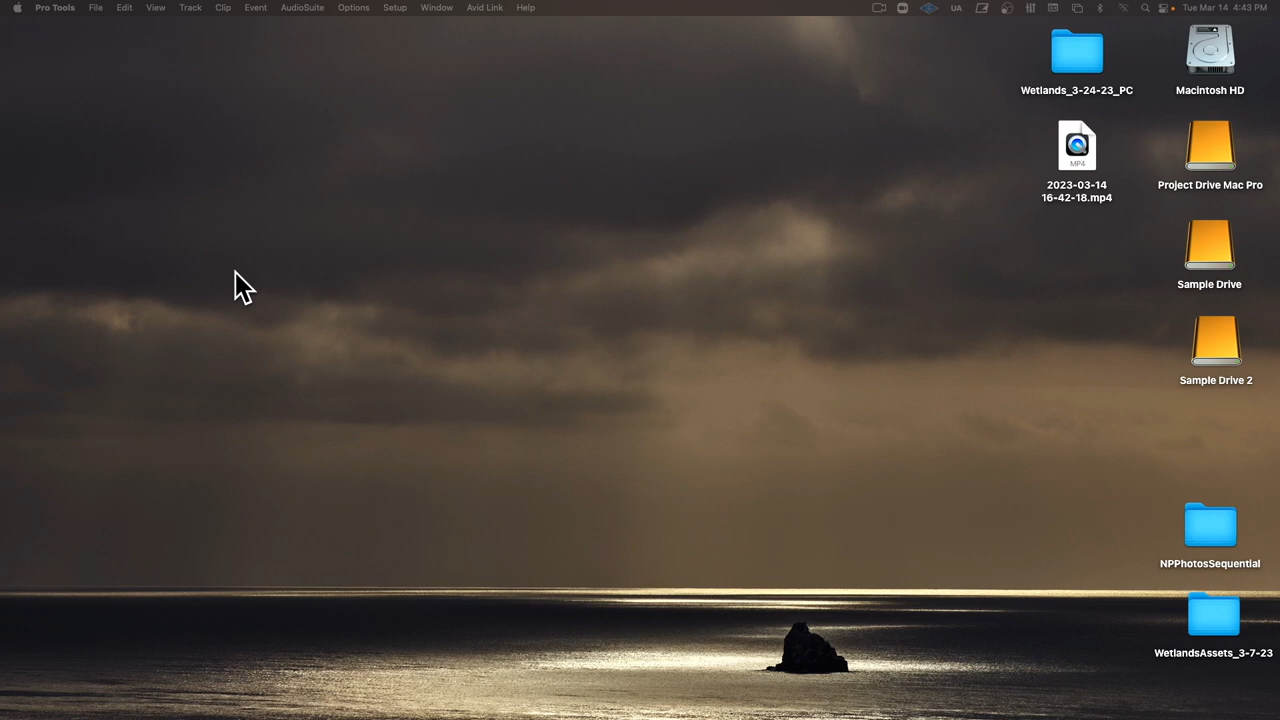 Pro Tools File Edit View Track Clip Event AudioSuite Options Setup Window Avid Link Help UA Tue Mar 14 4:43 PM
Wetlands_3-24-23_PC
Macintosh HD
MP4
2023-03-14
16-42-18.mp4
Project Drive Mac Pro
Sample Drive
Sample Drive 2
NPPhotosSequential
WetlandsAssets_3-7-23